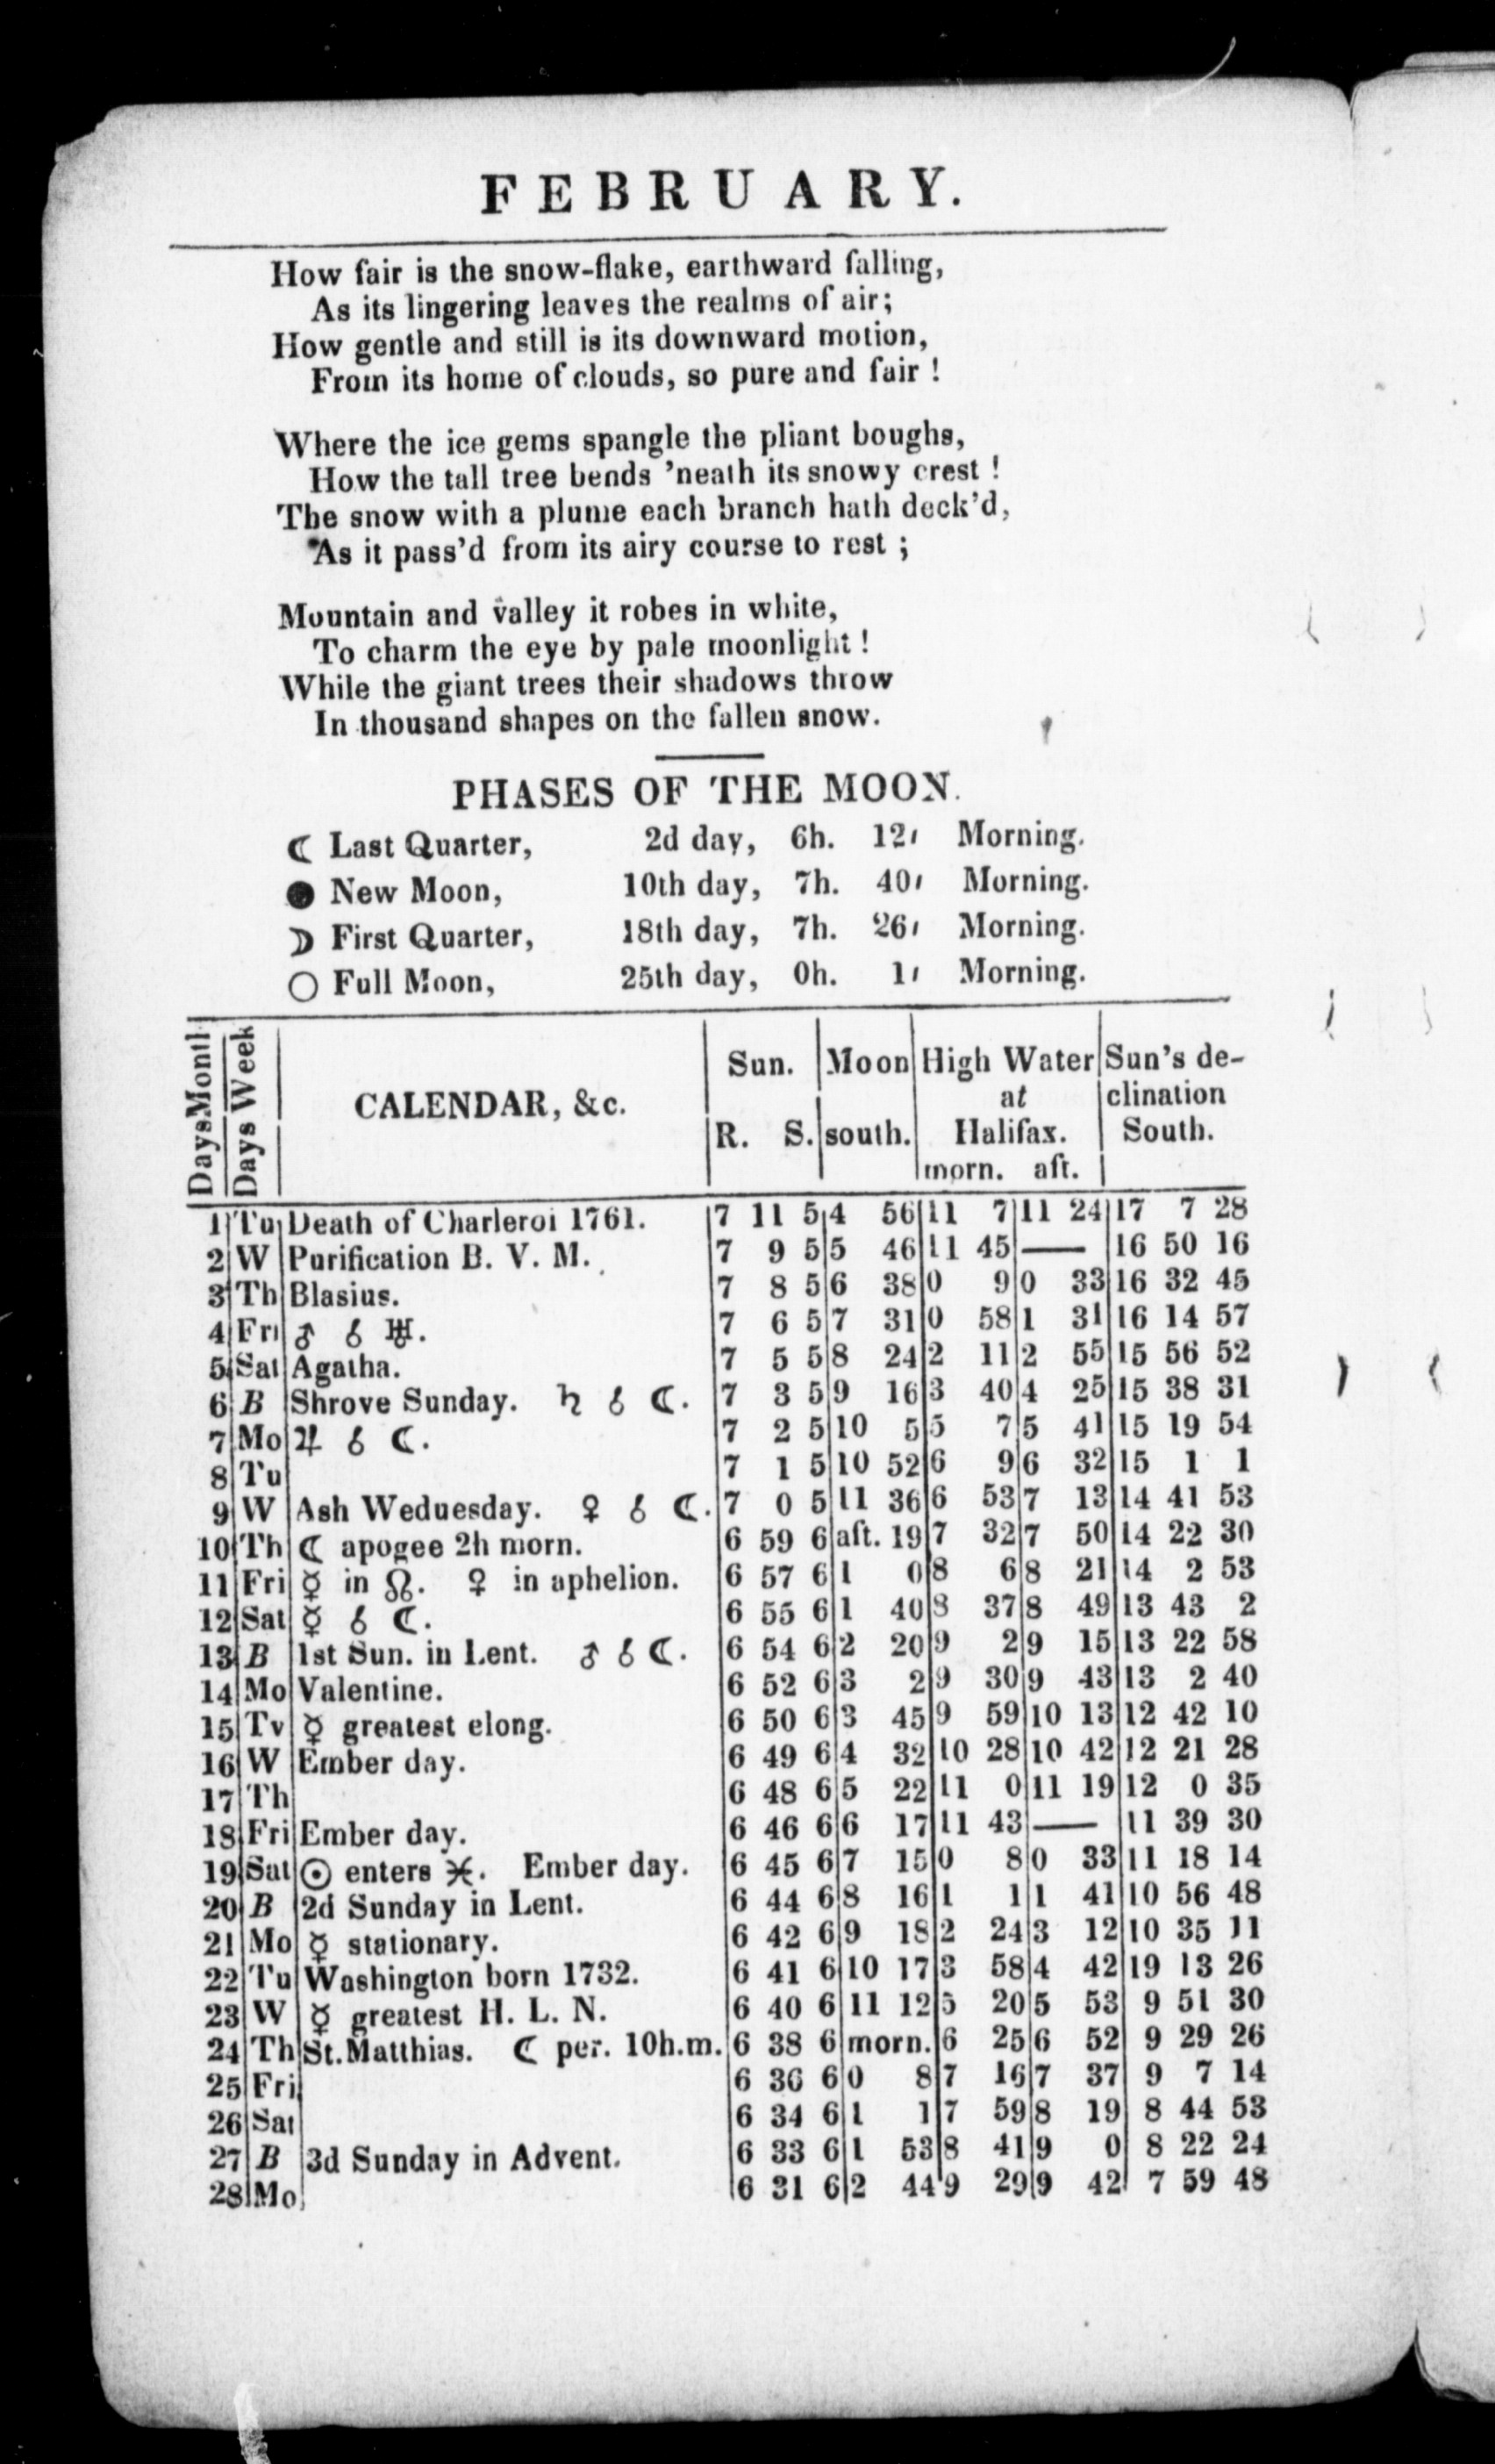 FEBRUARY.
How fair is the snow-flake, earthward falling,
As its lingering leaves the realms of air;
How gentle and still is its downward motion,
From its home of clouds, so pure and fair !
Where the ice gems spangle the pliant boughs,
How the tall tree bends 'neath its snowy crest !
The snow with a plume each branch hath deck'd,
As it pass'd from its airy course to rest ;
Mountain and valley it robes in white,
To charm the eye by pale moonlight !
While the giant trees their shadows throw
In thousand shapes on the fallen snow.
PHASES OF THE MOON.
☾ Last Quarter, 2d day, 6h. 12′ Morning.
● New Moon, 10th day, 7h. 40′ Morning.
☽ First Quarter, 18th day, 7h. 26′ Morning.
○ Full Moon, 25th day, 0h. 1′ Morning.
Days Month Days Week CALENDAR, &c. Sun. R. S. Moon south. High Water at Halifax. morn. aft. Sun's declination South.
1 Tu Death of Charleroi 1761. 7 11 5 4 56 11 7 11 24 17 7 28
2 W Purification B. V. M. 7 9 5 5 46 11 45 — 16 50 16
3 Th Blasius. 7 8 5 6 38 0 9 0 33 16 32 45
4 Fri ♂ ☌ ♅. 7 6 5 7 31 0 58 1 31 16 14 57
5 Sat Agatha. 7 5 5 8 24 2 11 2 55 15 56 52
6 B Shrove Sunday. ♄ ☌ ☾. 7 3 5 9 16 3 40 4 25 15 38 31
7 Mo ♃ ☌ ☾. 7 2 5 10 5 5 7 5 41 15 19 54
8 Tu 7 1 5 10 52 6 9 6 32 15 1 1
9 W Ash Weduesday. ♀ ☌ ☾. 7 0 5 11 36 6 53 7 13 14 41 53
10 Th ☾ apogee 2h morn. 6 59 6 aft. 19 7 32 7 50 14 22 30
11 Fri ☿ in ☊. ♀ in aphelion. 6 57 6 1 0 8 6 8 21 14 2 53
12 Sat ☿ ☌ ☾. 6 55 6 1 40 8 37 8 49 13 43 2
13 B 1st Sun. in Lent. ♂ ☌ ☾. 6 54 6 2 20 9 2 9 15 13 22 58
14 Mo Valentine. 6 52 6 3 2 9 30 9 43 13 2 40
15 Tv ☿ greatest elong. 6 50 6 3 45 9 59 10 13 12 42 10
16 W Ember day. 6 49 6 4 32 10 28 10 42 12 21 28
17 Th 6 48 6 5 22 11 0 11 19 12 0 35
18 Fri Ember day. 6 46 6 6 17 11 43 — 11 39 30
19 Sat ☉ enters ♓. Ember day. 6 45 6 7 15 0 8 0 33 11 18 14
20 B 2d Sunday in Lent. 6 44 6 8 16 1 1 1 41 10 56 48
21 Mo ☿ stationary. 6 42 6 9 18 2 24 3 12 10 35 11
22 Tu Washington born 1732. 6 41 6 10 17 3 58 4 42 19 13 26
23 W ☿ greatest H. L. N. 6 40 6 11 12 5 20 5 53 9 51 30
24 Th St. Matthias. ☾ per. 10h.m. 6 38 6 morn. 6 25 6 52 9 29 26
25 Fri 6 36 6 0 8 7 16 7 37 9 7 14
26 Sat 6 34 6 1 1 7 59 8 19 8 44 53
27 B 3d Sunday in Advent. 6 33 6 1 53 8 41 9 0 8 22 24
28 Mo 6 31 6 2 44 9 29 9 42 7 59 48